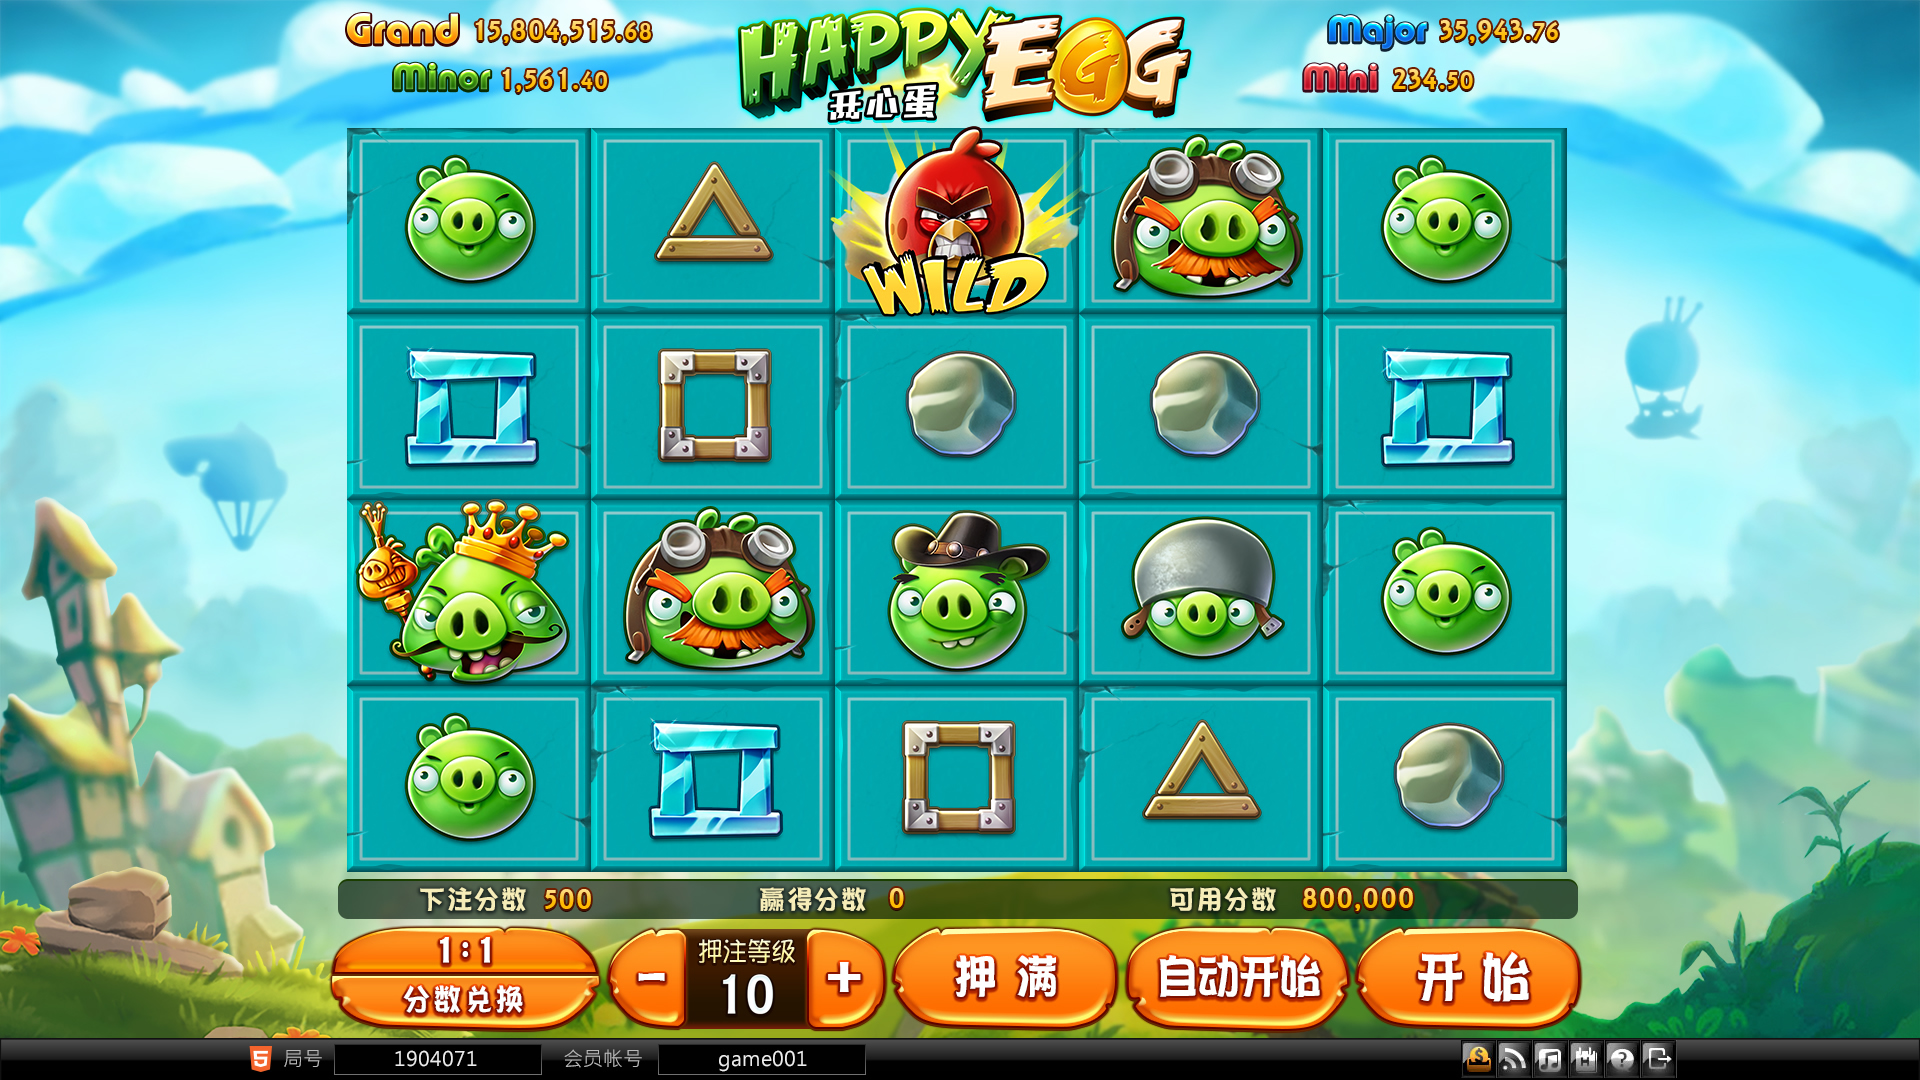 Grand 15,804,515.68
Minor 1,561.40
HAPPY EGG
开心蛋
Major 35,943.76
Mini 234.50
WILD
下注分数 500
赢得分数 0
可用分数 800,000
1:1
分数兑换
-
押注等级
10
+
押 满
自动开始
开 始
5 局号 1904071 会员帐号 game001